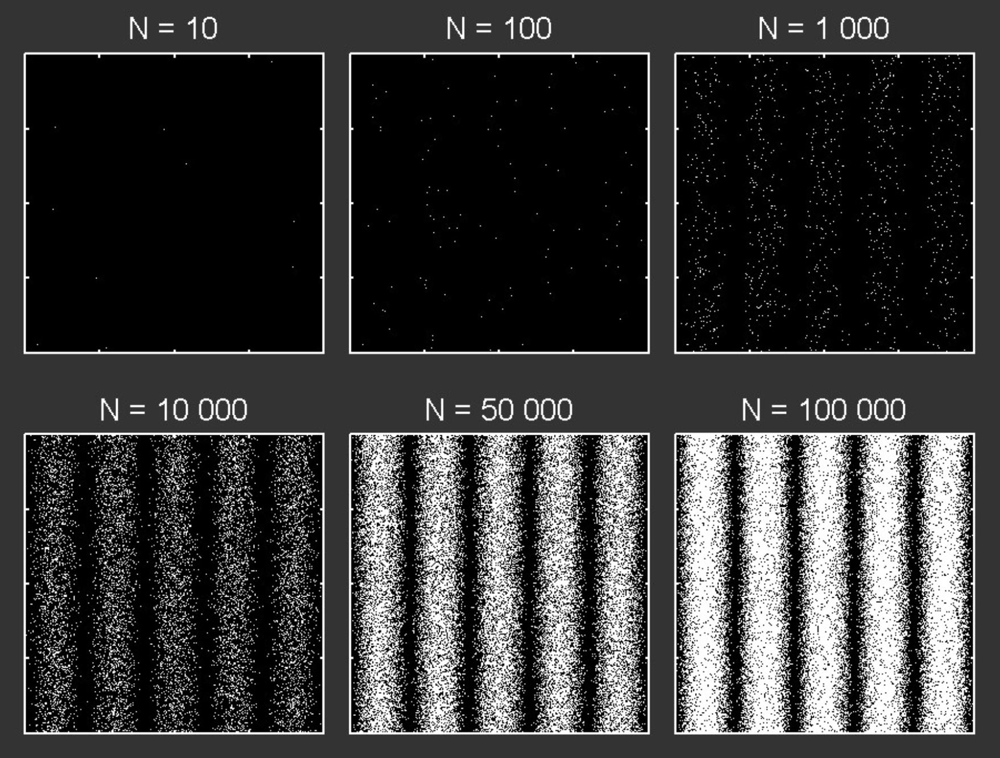 N = 10
N = 100
N = 1 000
N = 10 000
N = 50 000
N = 100 000